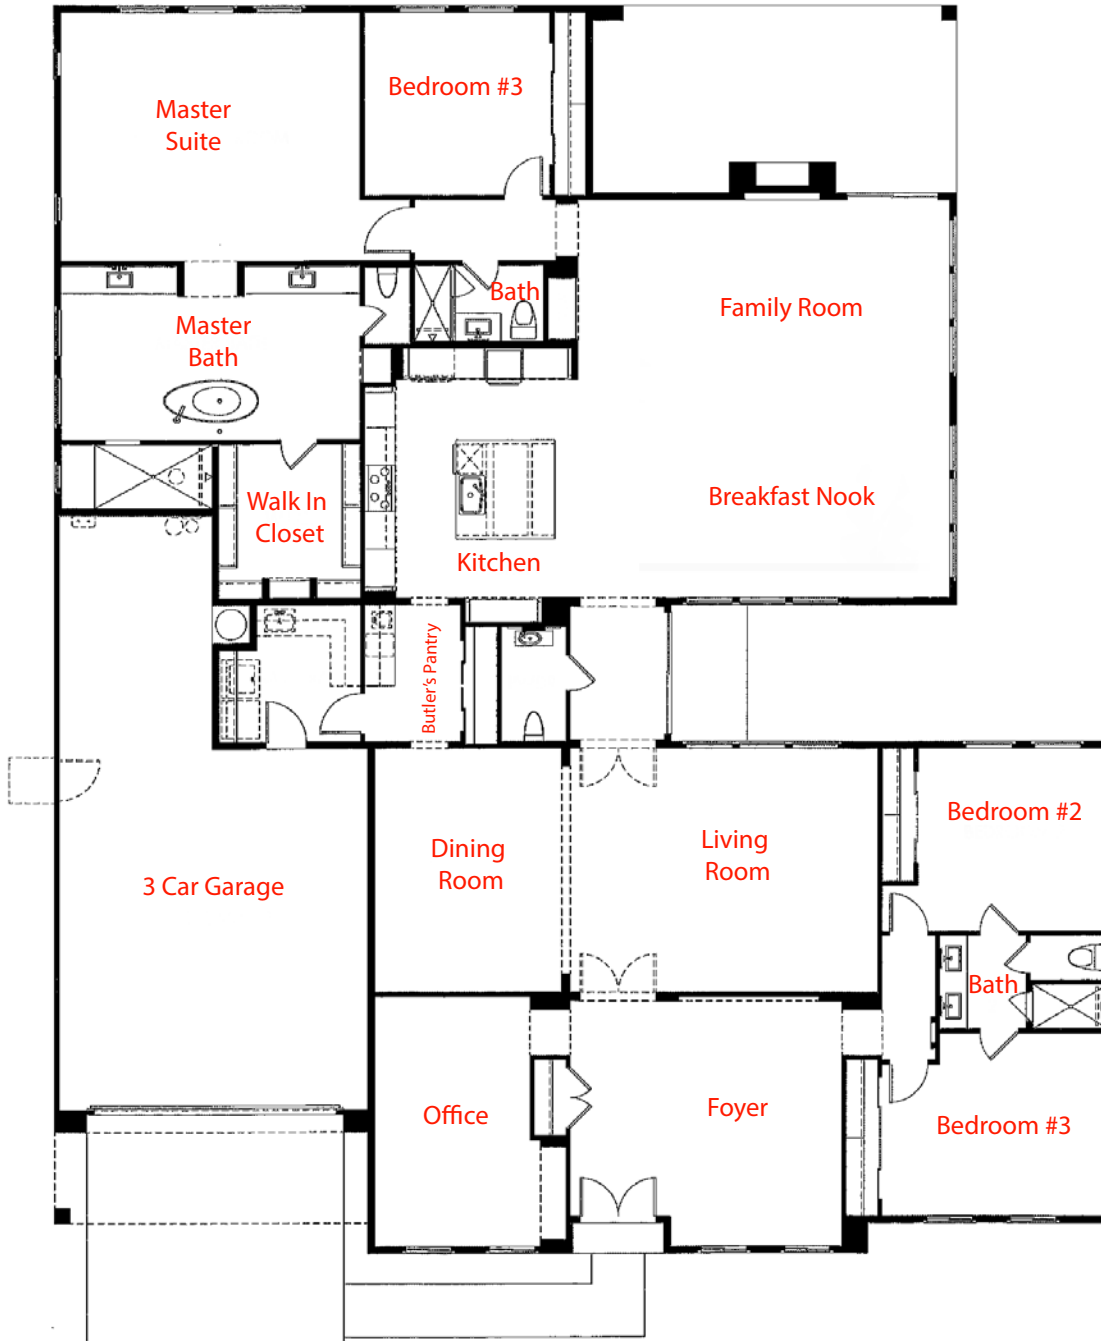 Master
Suite
Bedroom #3
Master
Bath
Bath
Family Room
Walk In
Closet
Breakfast Nook
Kitchen
Butler's Pantry
Dining
Room
Living
Room
Bedroom #2
3 Car Garage
Bath
Office
Foyer
Bedroom #3